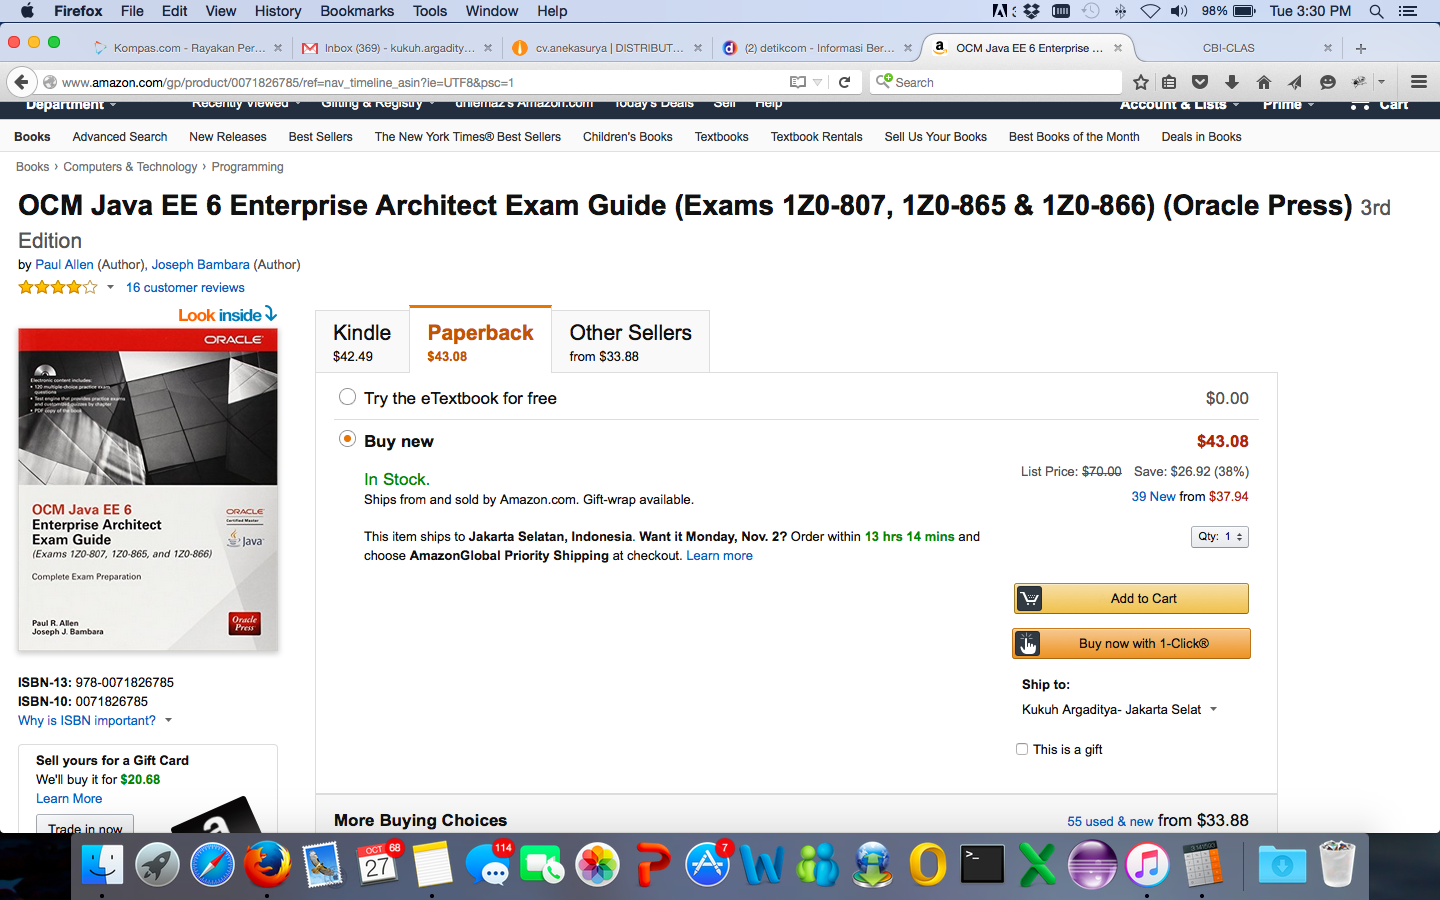 Firefox File Edit View History Bookmarks Tools Window Help
98% Tue 3:30 PM
Kompas.com - Rayakan Per...
Inbox (369) - kukuh.argadity...
cv.anekasurya | DISTRIBUT...
(2) detikcom - Informasi Ber...
OCM Java EE 6 Enterprise ...
CBI-CLAS
www.amazon.com/gp/product/0071826785/ref=nav_timeline_asin?ie=UTF8&psc=1
Search
Department Recently Viewed Gifting & Registry Today's Deals Sell Help Account & Lists Prime Cart
Books Advanced Search New Releases Best Sellers The New York Times® Best Sellers Children's Books Textbooks Textbook Rentals Sell Us Your Books Best Books of the Month Deals in Books
Books › Computers & Technology › Programming
OCM Java EE 6 Enterprise Architect Exam Guide (Exams 1Z0-807, 1Z0-865 & 1Z0-866) (Oracle Press) 3rd
Edition
by Paul Allen (Author), Joseph Bambara (Author)
16 customer reviews
Look inside
ORACLE
Electronic content includes:
• 120 multiple-choice practice exam
questions
• Test engine that provides practice exams
and customized quizzes by chapter
• PDF copy of the book
OCM Java EE 6
Enterprise Architect
Exam Guide
(Exams 1Z0-807, 1Z0-865, and 1Z0-866)
Complete Exam Preparation
ORACLE
Certified Master
Java
Paul R. Allen
Joseph J. Bambara
Oracle
Press
ISBN-13: 978-0071826785
ISBN-10: 0071826785
Why is ISBN important?
Sell yours for a Gift Card
We'll buy it for $20.68
Learn More
Trade in now
Kindle
$42.49
Paperback
$43.08
Other Sellers
from $33.88
Try the eTextbook for free $0.00
Buy new $43.08
In Stock.
Ships from and sold by Amazon.com. Gift-wrap available.
List Price: $70.00 Save: $26.92 (38%)
39 New from $37.94
This item ships to Jakarta Selatan, Indonesia. Want it Monday, Nov. 2? Order within 13 hrs 14 mins and
choose AmazonGlobal Priority Shipping at checkout. Learn more
Qty: 1
Add to Cart
Buy now with 1-Click®
Ship to:
Kukuh Argaditya- Jakarta Selat
This is a gift
More Buying Choices
55 used & new from $33.88
OCT
27
68
114
7